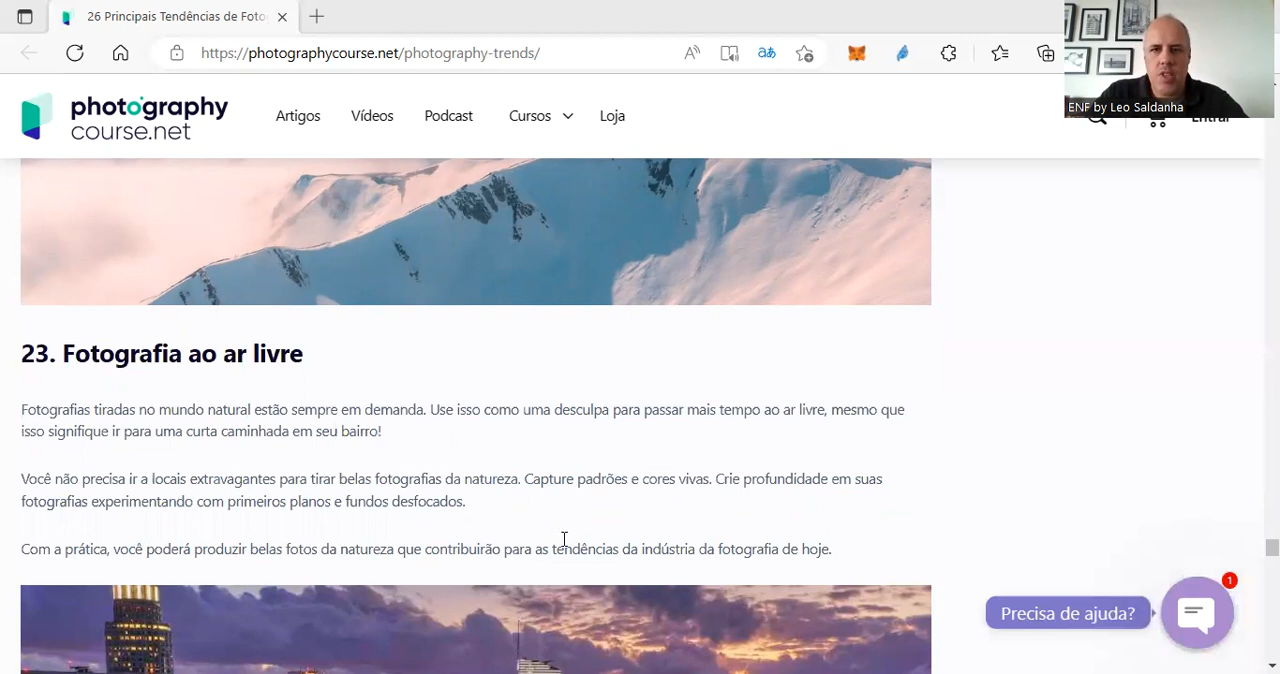 26 Principais Tendências de Foto
https://photographycourse.net/photography-trends/
ENF by Leo Saldanha
photography
course.net
Artigos
Vídeos
Podcast
Cursos
Loja
Entrar
23. Fotografia ao ar livre
Fotografias tiradas no mundo natural estão sempre em demanda. Use isso como uma desculpa para passar mais tempo ao ar livre, mesmo que
isso signifique ir para uma curta caminhada em seu bairro!
Você não precisa ir a locais extravagantes para tirar belas fotografias da natureza. Capture padrões e cores vivas. Crie profundidade em suas
fotografias experimentando com primeiros planos e fundos desfocados.
Com a prática, você poderá produzir belas fotos da natureza que contribuirão para as tendências da indústria da fotografia de hoje.
1
Precisa de ajuda?